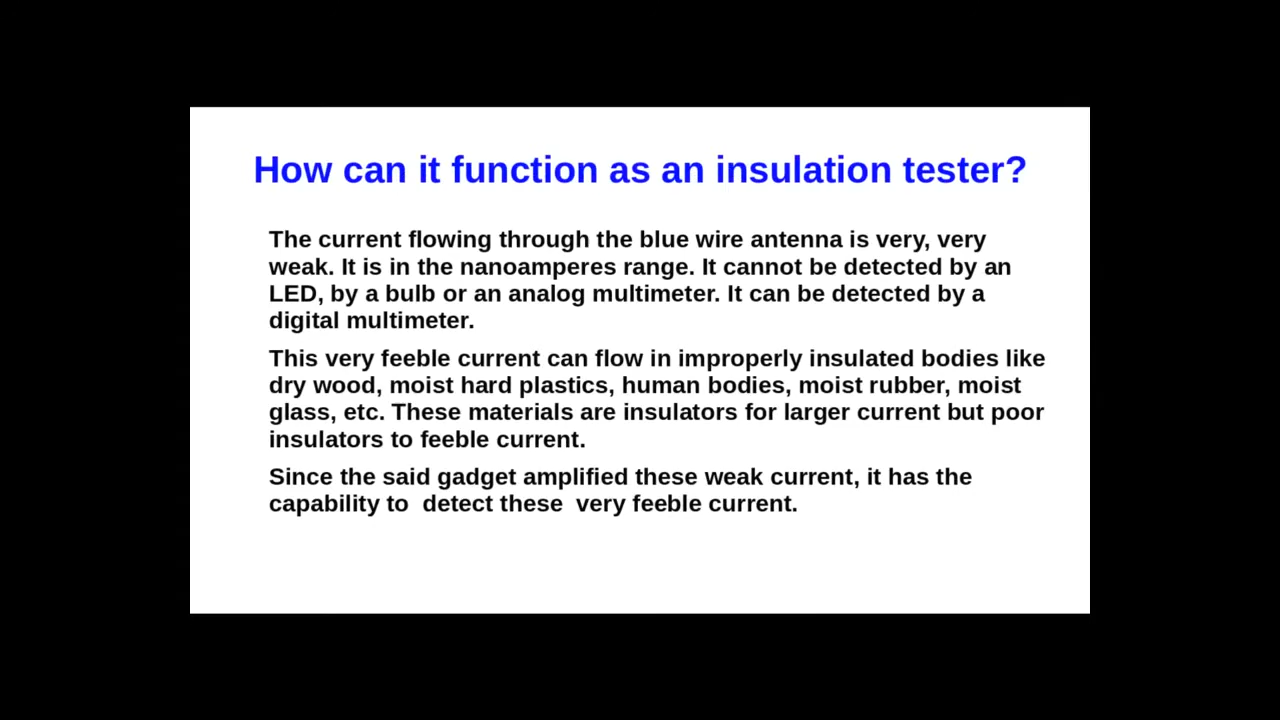 How can it function as an insulation tester?
The current flowing through the blue wire antenna is very, very
weak. It is in the nanoamperes range. It cannot be detected by an
LED, by a bulb or an analog multimeter. It can be detected by a
digital multimeter.
This very feeble current can flow in improperly insulated bodies like
dry wood, moist hard plastics, human bodies, moist rubber, moist
glass, etc. These materials are insulators for larger current but poor
insulators to feeble current.
Since the said gadget amplified these weak current, it has the
capability to  detect these  very feeble current.